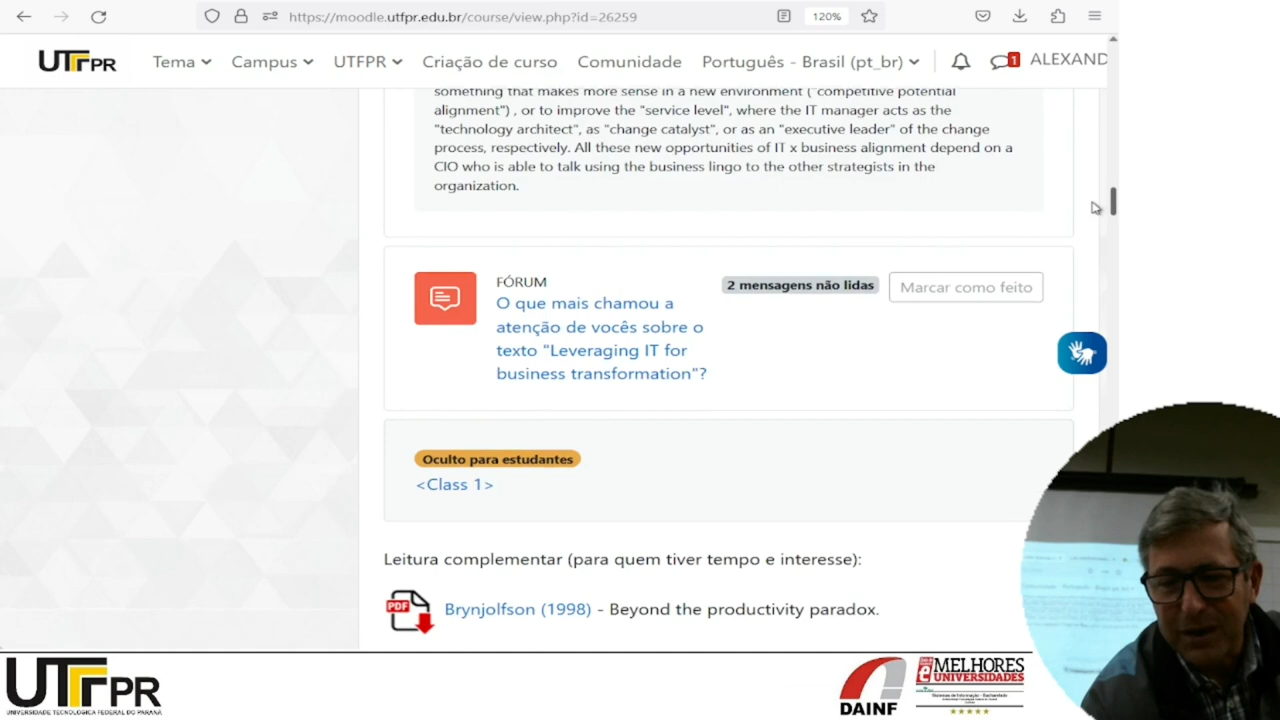 https://moodle.utfpr.edu.br/course/view.php?id=26259
120%
UTFPR
Tema
Campus
UTFPR
Criação de curso
Comunidade
Português - Brasil (pt_br)
1
ALEXAND
something that makes more sense in a new environment ("competitive potential
alignment") , or to improve the "service level", where the IT manager acts as the
"technology architect", as "change catalyst", or as an "executive leader" of the change
process, respectively. All these new opportunities of IT x business alignment depend on a
CIO who is able to talk using the business lingo to the other strategists in the
organization.
FÓRUM
2 mensagens não lidas
Marcar como feito
O que mais chamou a
atenção de vocês sobre o
texto "Leveraging IT for
business transformation"?
Oculto para estudantes
<Class 1>
Leitura complementar (para quem tiver tempo e interesse):
PDF
Brynjolfson (1998) - Beyond the productivity paradox.
UTFPR
UNIVERSIDADE TECNOLÓGICA FEDERAL DO PARANÁ
DAINF
MELHORES
UNIVERSIDADES
Sistemas de Informação - Bacharelado